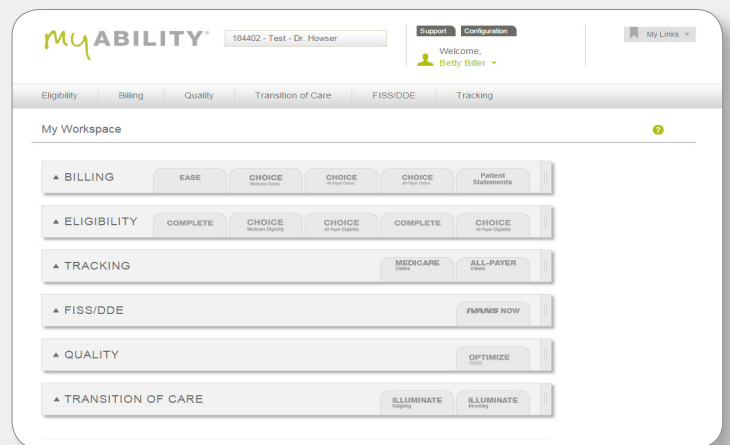 myABILITY®
184402 - Test - Dr. Howser
Support Configuration
Welcome,
Betty Biller
My Links
Eligibility Billing Quality Transition of Care FISS/DDE Tracking
My Workspace
?
BILLING EASE CHOICE CHOICE CHOICE Patient
Medicare Claims All-Payer Claims All-Payer Claims Statements
ELIGIBILITY COMPLETE CHOICE CHOICE COMPLETE CHOICE
Medicare Eligibility All Payer Eligibility All Payer Eligibility
TRACKING MEDICARE ALL-PAYER
Claims Claims
FISS/DDE IVANS NOW
QUALITY OPTIMIZE
TRANSITION OF CARE ILLUMINATE ILLUMINATE
Outgoing Incoming